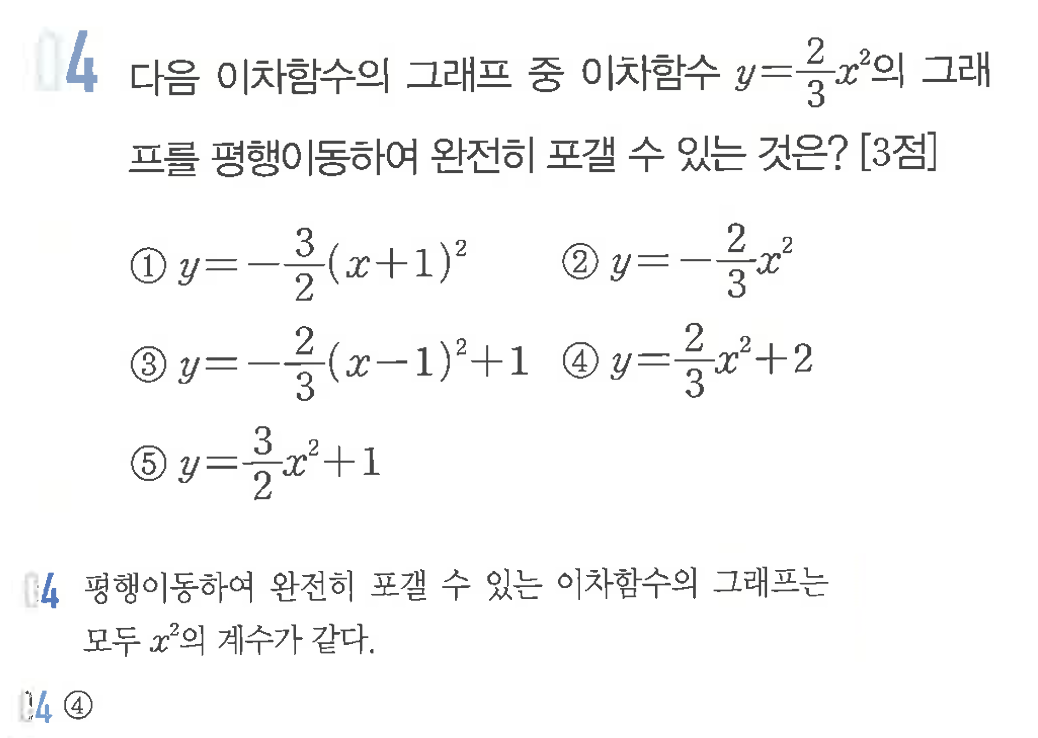 04 다음 이차함수의 그래프 중 이차함수 y=2/3x²의 그래
프를 평행이동하여 완전히 포갤 수 있는 것은? [3점]
① y=-3/2(x+1)² ② y=-2/3x²
③ y=-2/3(x-1)²+1 ④ y=2/3x²+2
⑤ y=3/2x²+1
04 평행이동하여 완전히 포갤 수 있는 이차함수의 그래프는
모두 x²의 계수가 같다.
04 ④